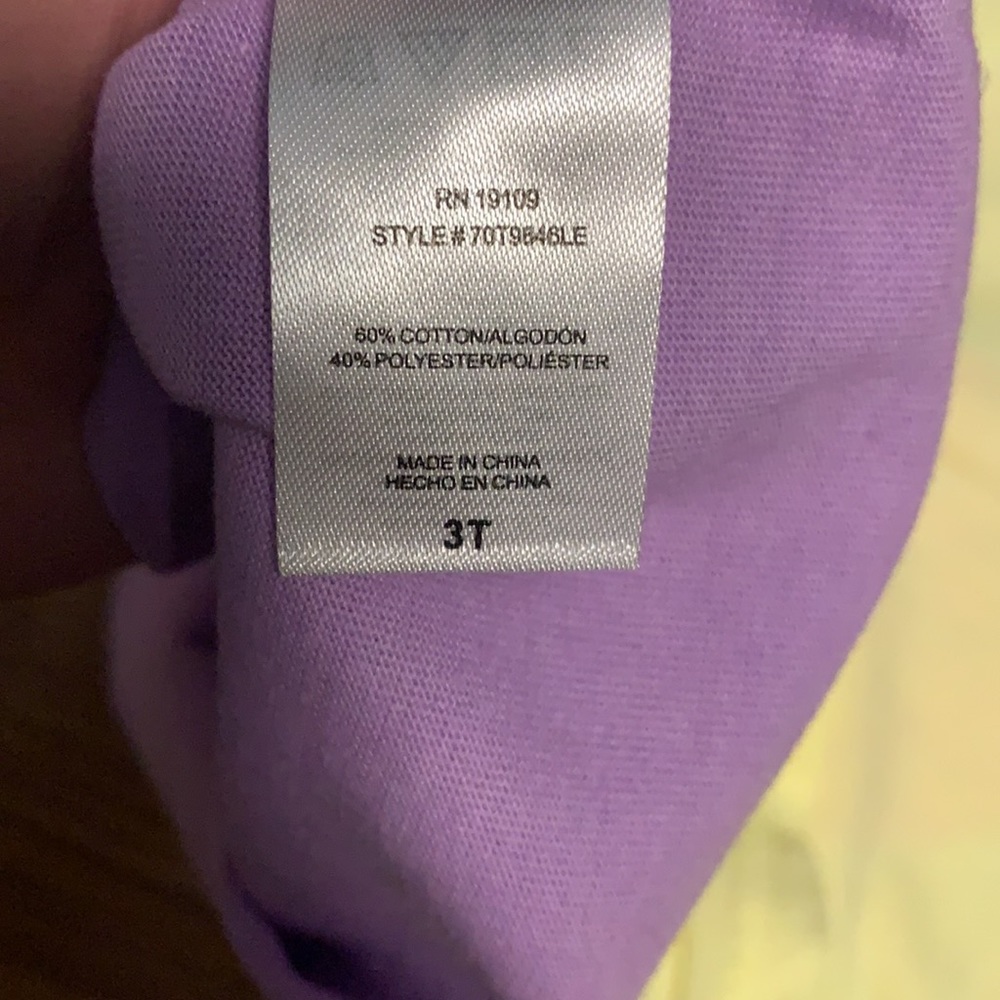 RN 19109
STYLE # 70T9846LE
60% COTTON/ALGODÓN
40% POLYESTER/POLIÉSTER
MADE IN CHINA
HECHO EN CHINA
3T